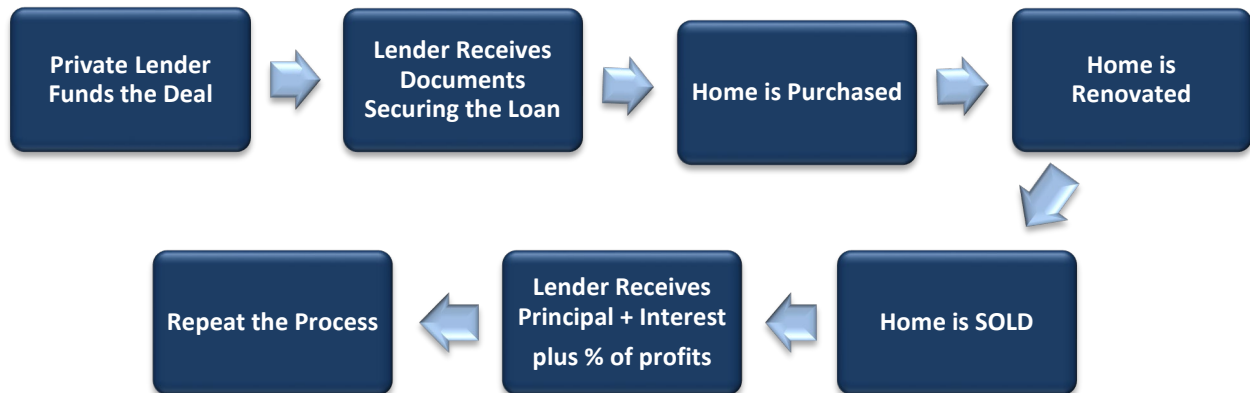 Private Lender
Funds the Deal
Lender Receives
Documents
Securing the Loan
Home is Purchased
Home is
Renovated
Home is SOLD
Lender Receives
Principal + Interest
plus % of profits
Repeat the Process